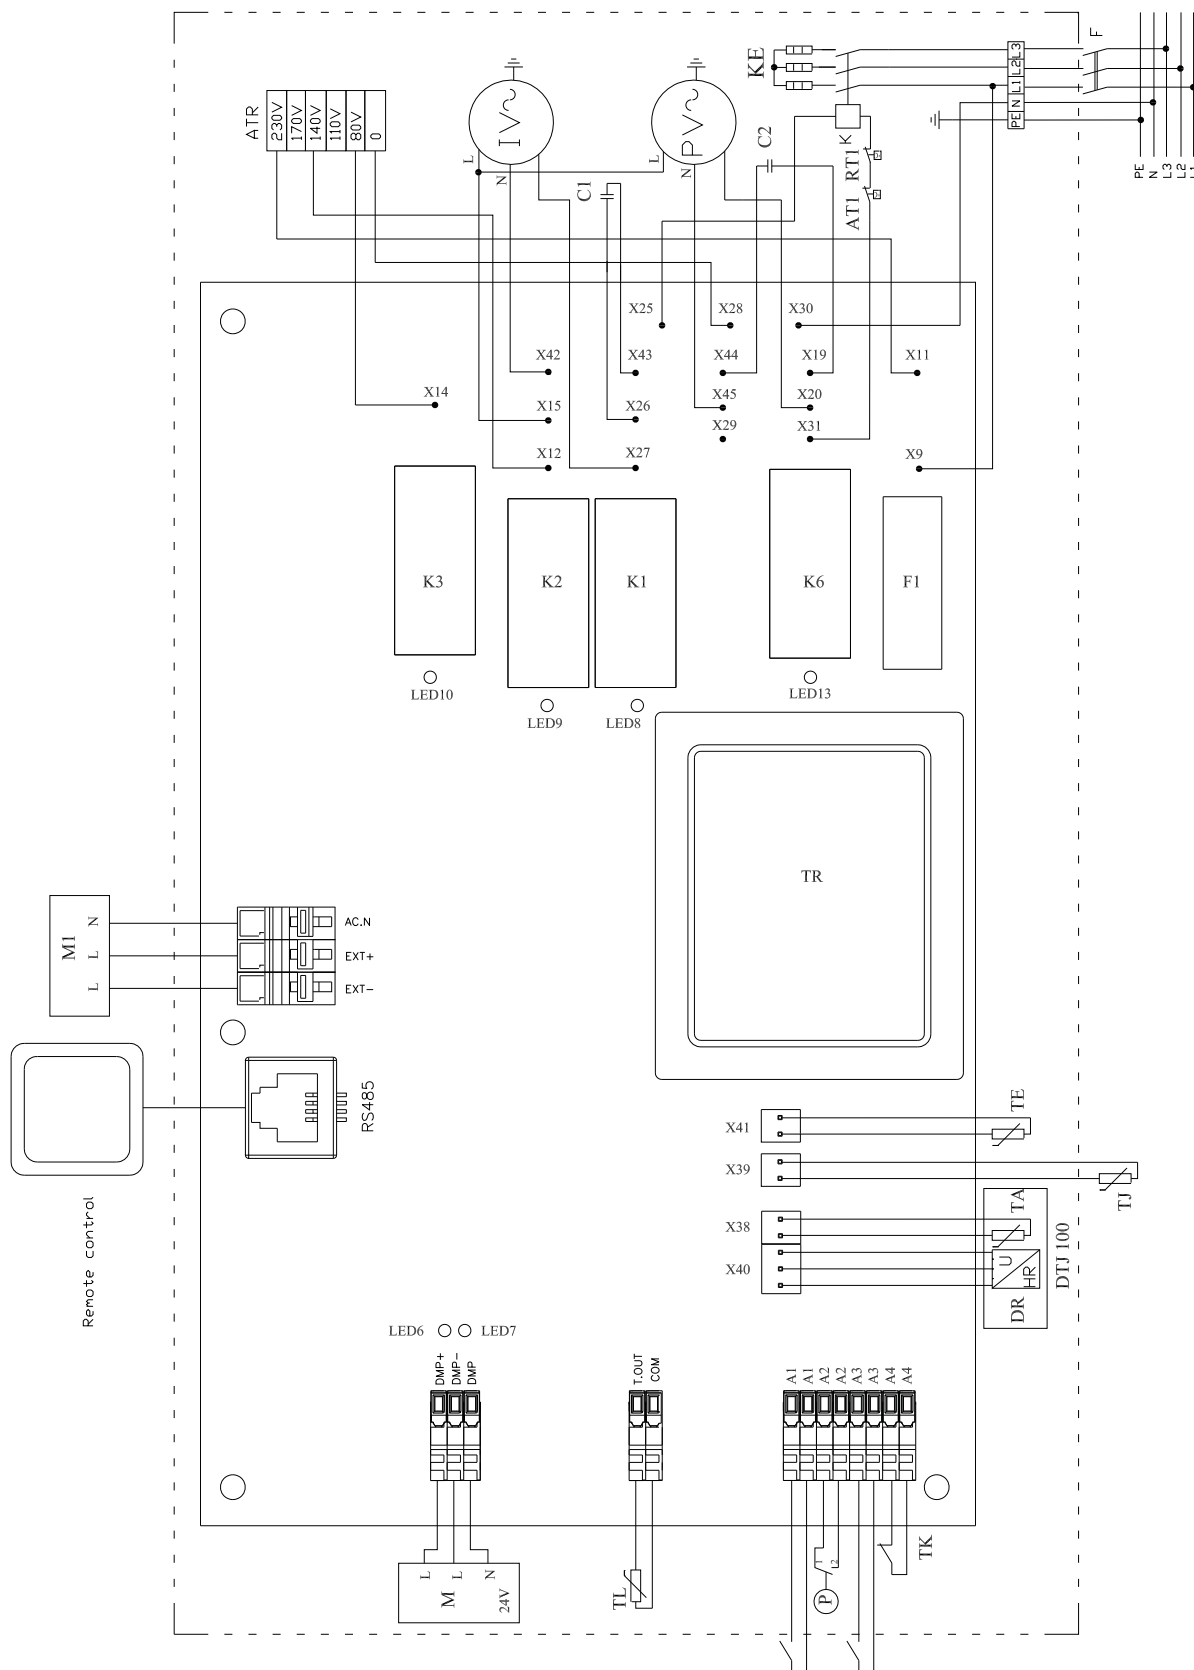 ATR
230V
170V
140V
110V
80V
0
IV
L
N
PV
L
N
C1
C2
KE
K
RT1
AT1
L3
L2
L1
N
PE
F
PE
N
L3
L2
L1
X25
X28
X30
X42
X43
X44
X19
X11
X14
X45
X20
X15
X26
X29
X31
X12
X27
X9
K3
K2
K1
K6
F1
LED10
LED9
LED8
LED13
TR
M1
N
L
L
AC.N
EXT+
EXT-
RS485
Remote control
X41
X39
X38
X40
TE
TJ
TA
U
HR
DR
DTJ 100
LED6
LED7
DMP+
DMP-
DMP
T.OUT
COM
A1
A1
A2
A2
A3
A3
A4
A4
L
L
N
M
24V
TL
P
1
2
TK